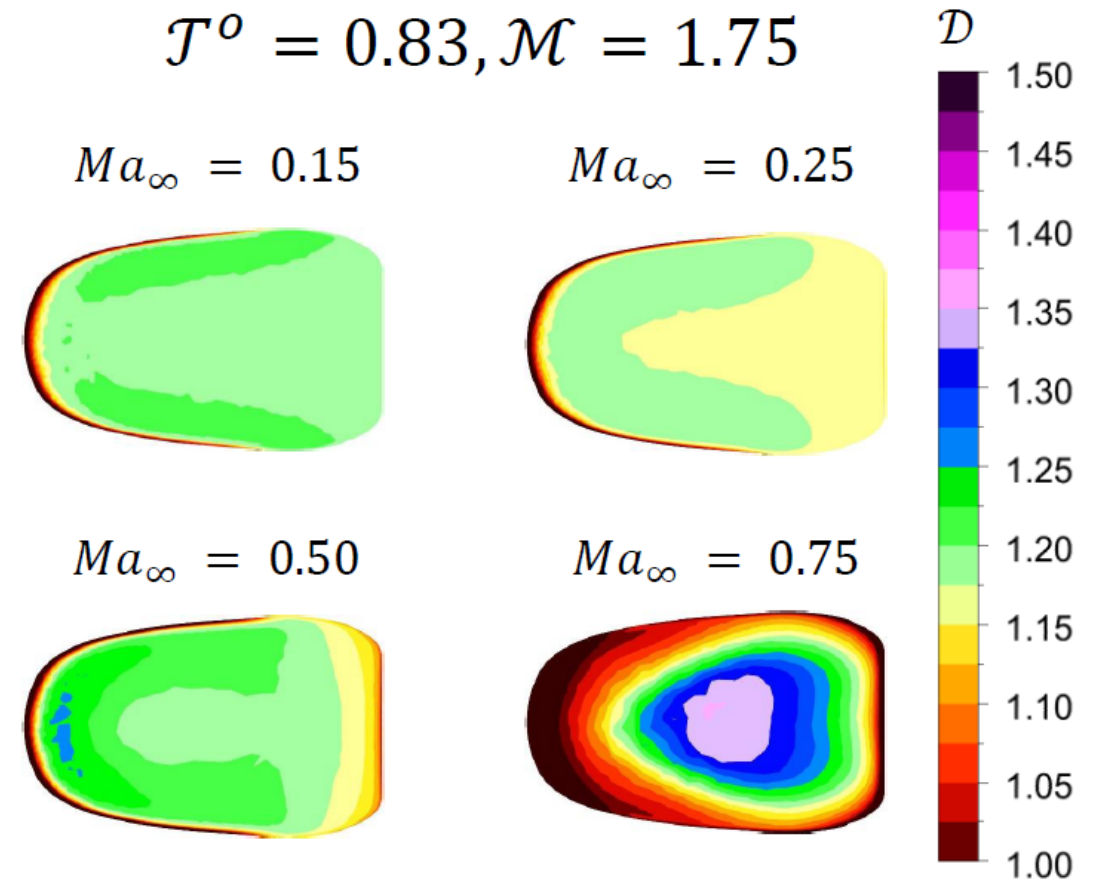 𝒯ᵒ = 0.83, ℳ = 1.75
𝒟
Ma∞ = 0.15
Ma∞ = 0.25
Ma∞ = 0.50
Ma∞ = 0.75
1.50
1.45
1.40
1.35
1.30
1.25
1.20
1.15
1.10
1.05
1.00